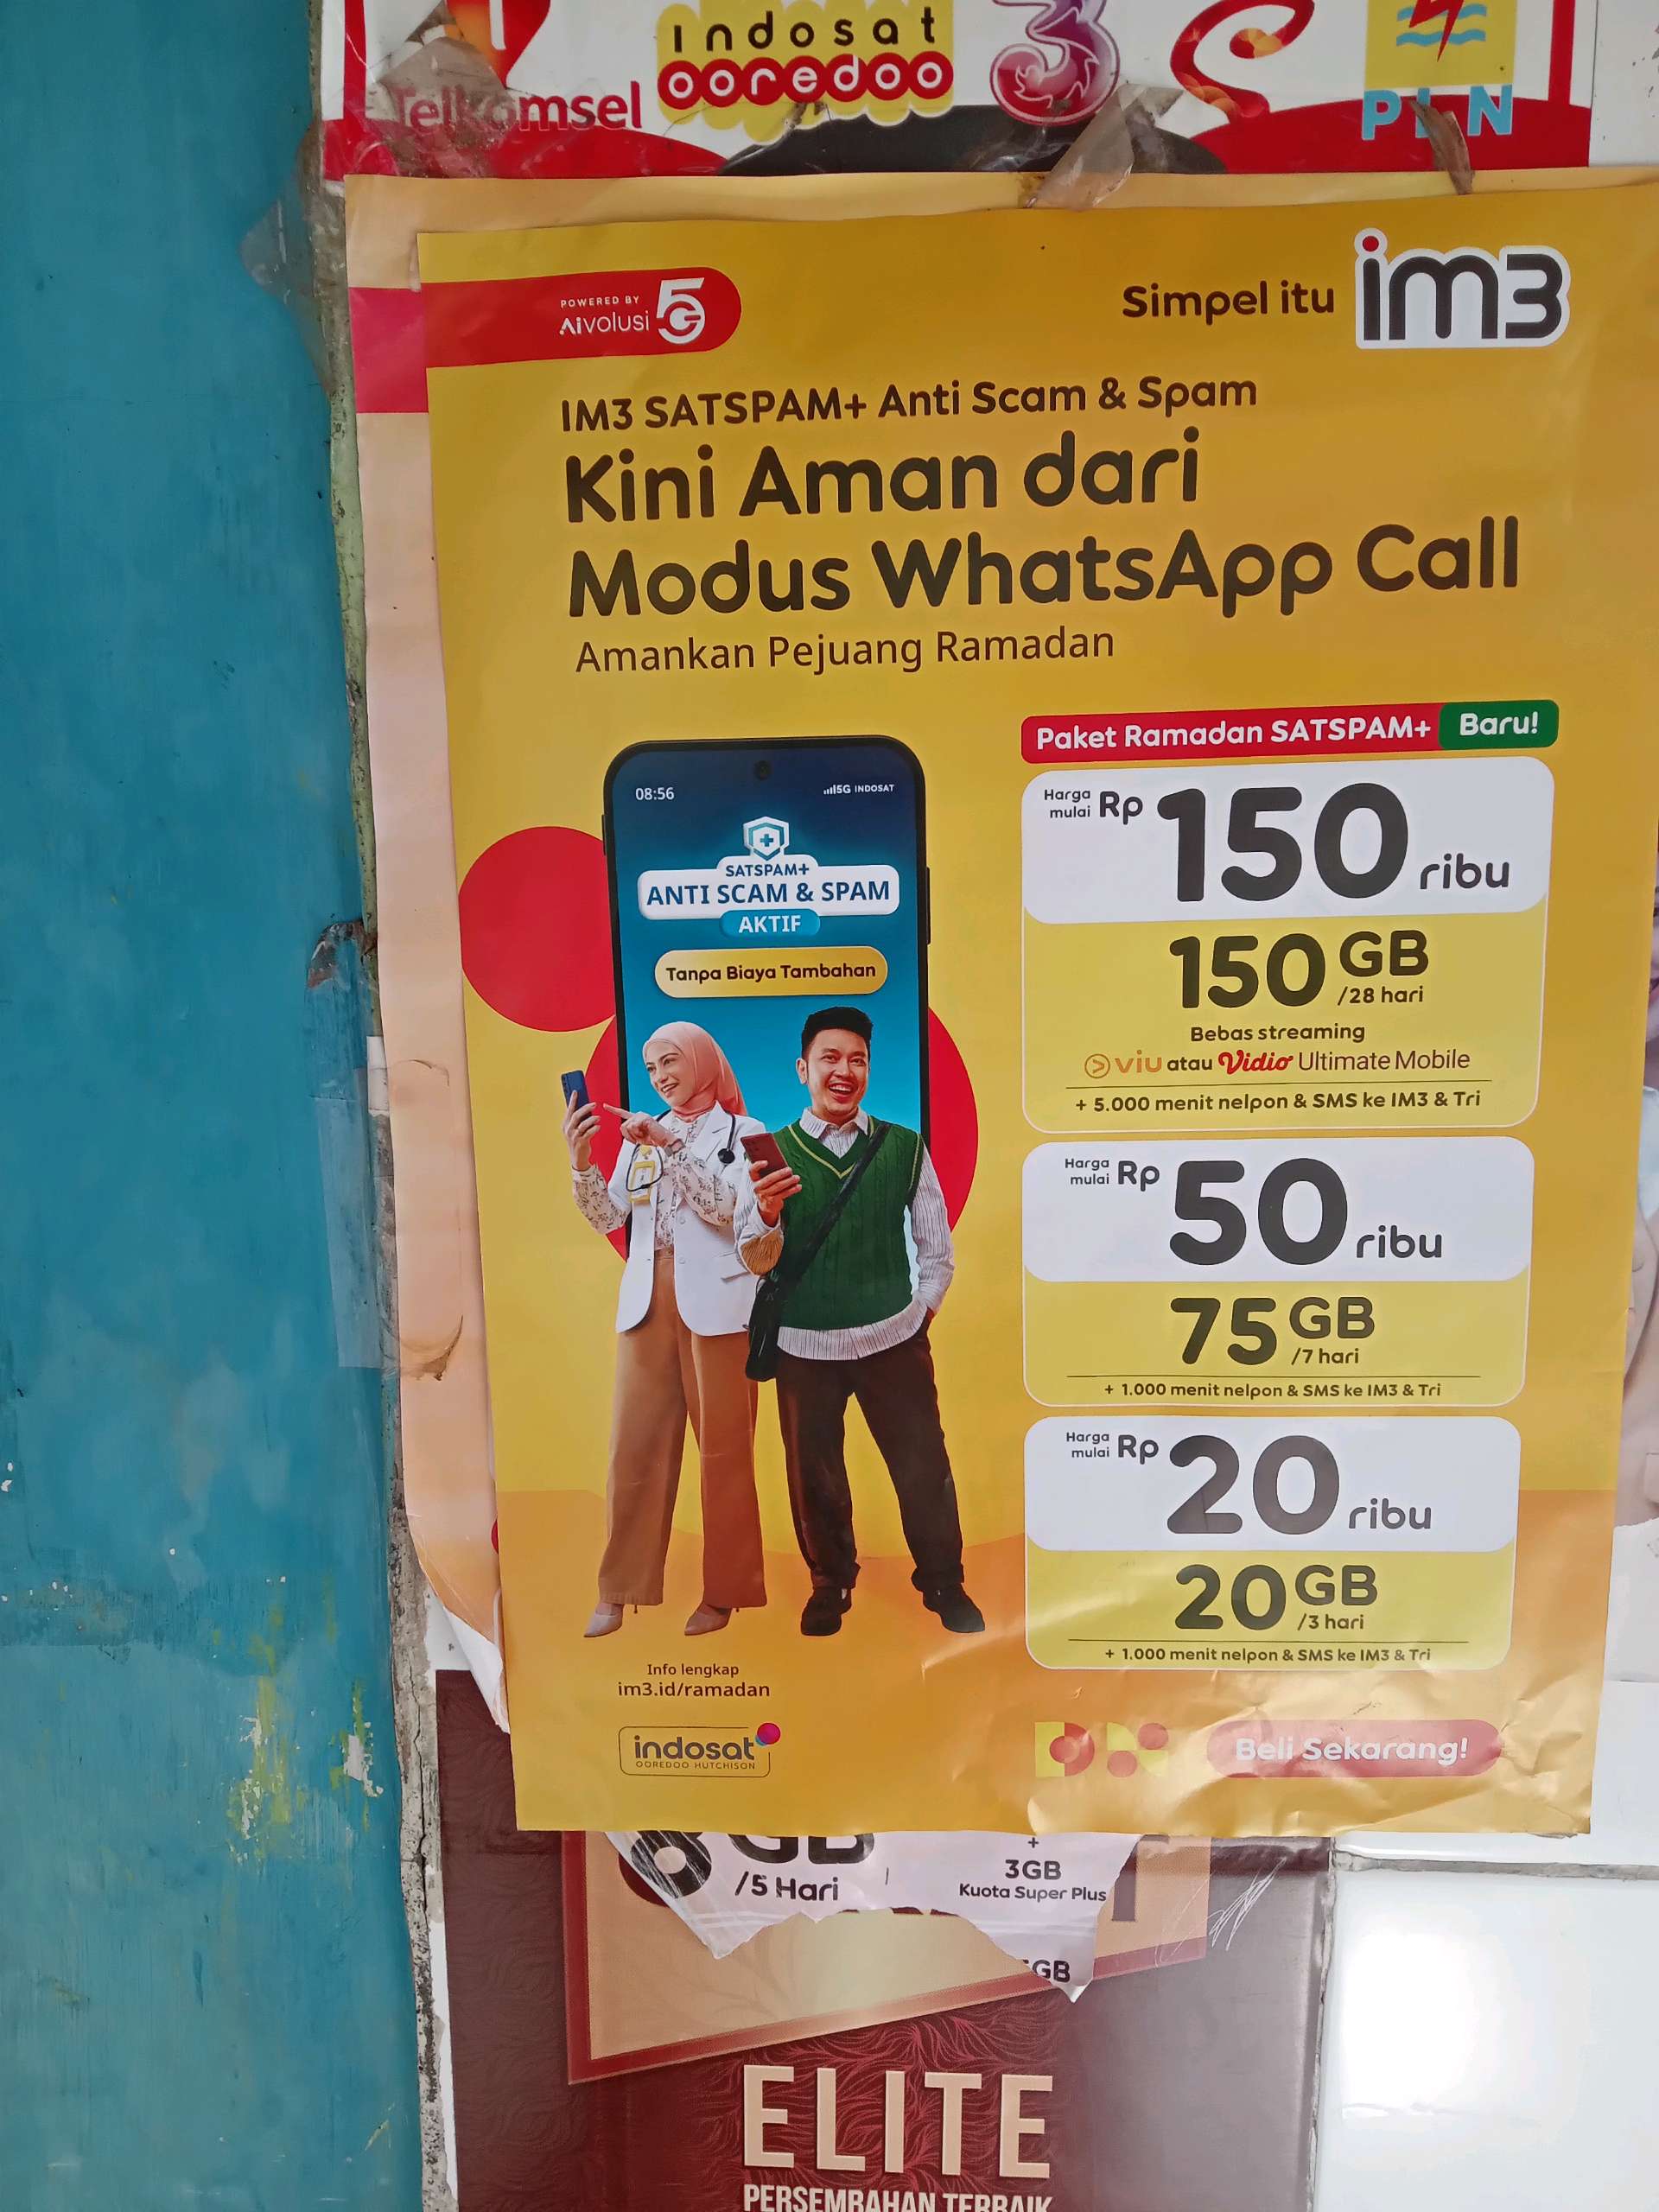 Telkomsel
indosat
ooredoo
3
PLN
POWERED BY
AIvolusi 5G
Simpel itu im3
IM3 SATSPAM+ Anti Scam & Spam
Kini Aman dari
Modus WhatsApp Call
Amankan Pejuang Ramadan
08:56
5G INDOSAT
SATSPAM+
ANTI SCAM & SPAM
AKTIF
Tanpa Biaya Tambahan
Info lengkap
im3.id/ramadan
indosat
OOREDOO HUTCHISON
Paket Ramadan SATSPAM+ Baru!
Harga mulai Rp 150 ribu
150 GB
/28 hari
Bebas streaming
viu atau Vidio Ultimate Mobile
+ 5.000 menit nelpon & SMS ke IM3 & Tri
Harga mulai Rp 50 ribu
75 GB
/7 hari
+ 1.000 menit nelpon & SMS ke IM3 & Tri
Harga mulai Rp 20 ribu
20 GB
/3 hari
+ 1.000 menit nelpon & SMS ke IM3 & Tri
Beli Sekarang!
GB
/5 Hari
+
3GB
Kuota Super Plus
GB
ELITE
PERSEMBAHAN TERBAIK